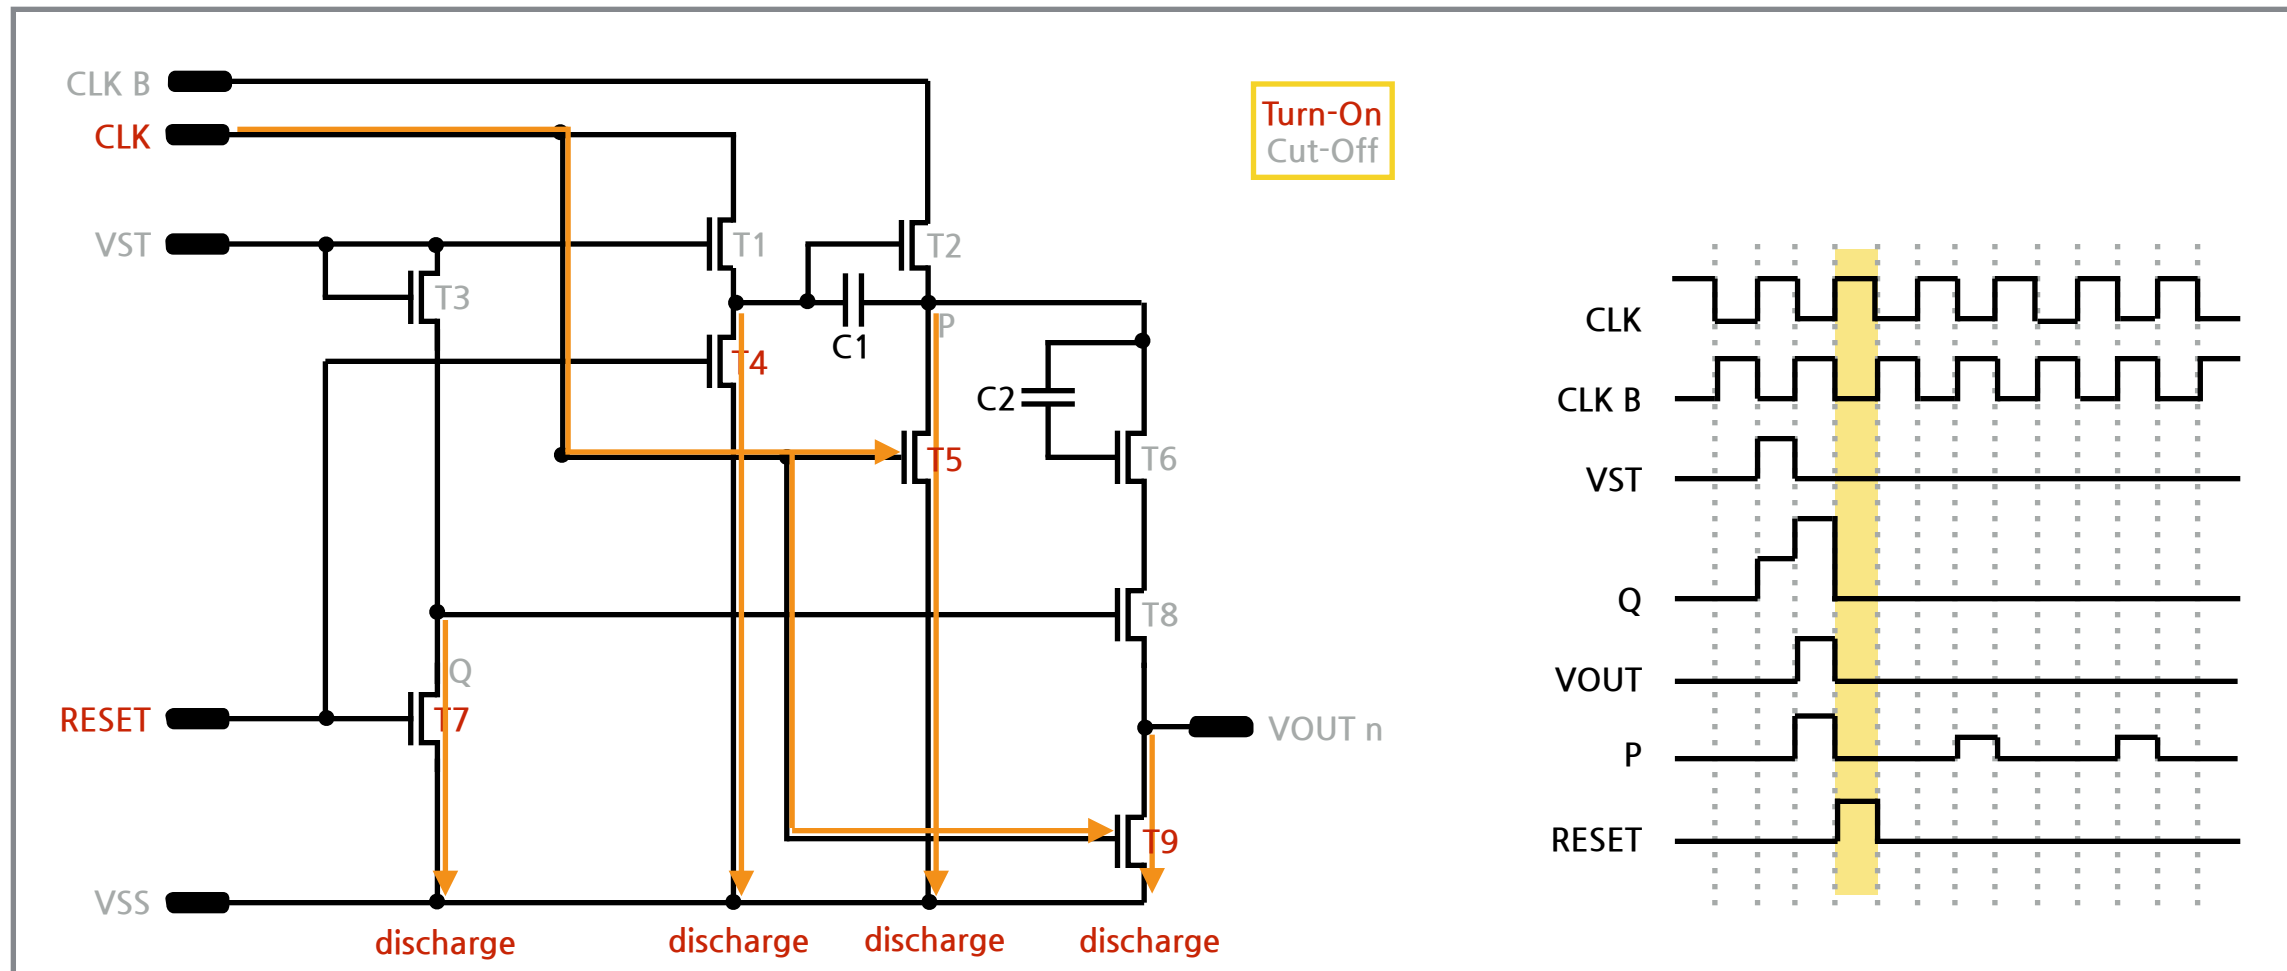 CLK B
CLK
VST
RESET
VSS
T1
T2
T3
P
C1
T4
C2
T5
T6
T8
Q
T7
VOUT n
T9
discharge
discharge
discharge
discharge
Turn-On
Cut-Off
CLK
CLK B
VST
Q
VOUT
P
RESET